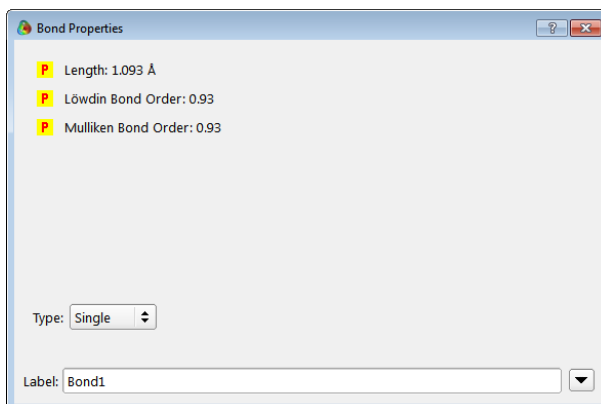 Bond Properties
P Length: 1.093 Å
P Löwdin Bond Order: 0.93
P Mulliken Bond Order: 0.93
Type: Single
Label: Bond1